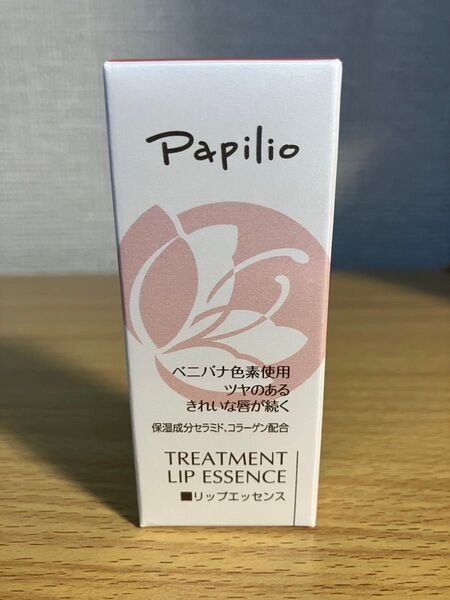 Papilio
ベニバナ色素使用
ツヤのある
きれいな唇が続く
保湿成分セラミド、コラーゲン配合
TREATMENT
LIP ESSENCE
■リップエッセンス